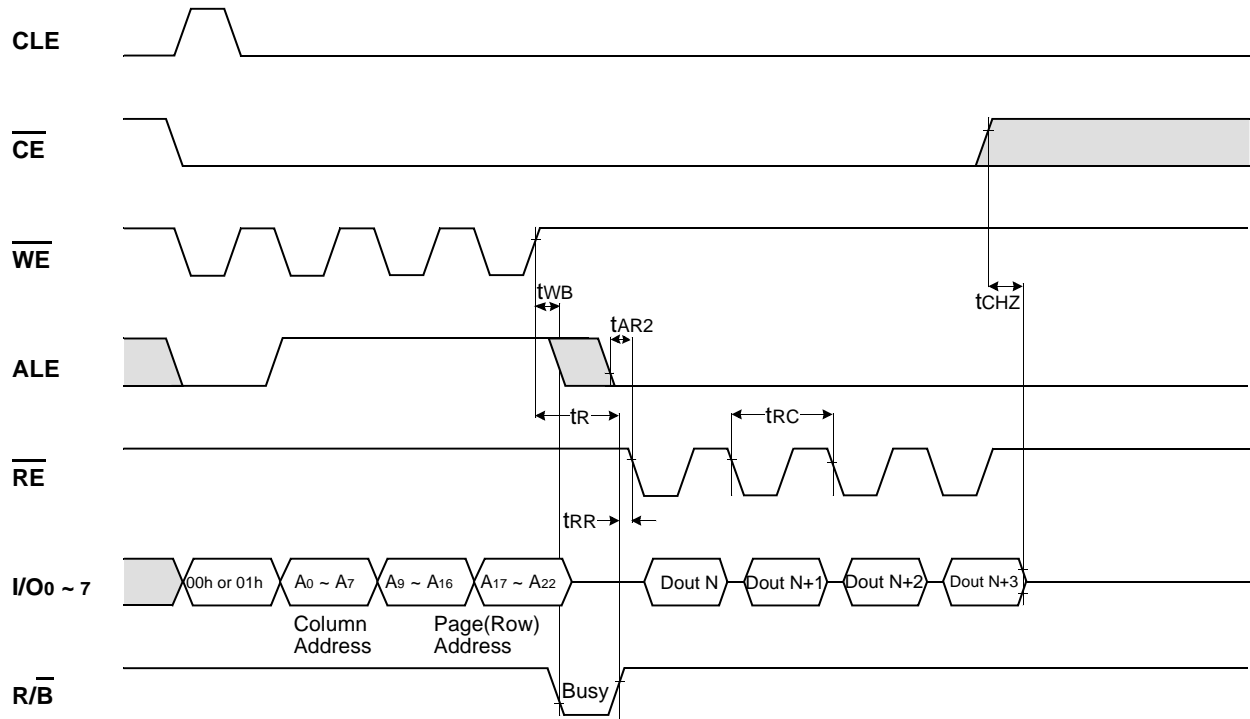 CLE
CE
WE
tWB
tCHZ
tAR2
ALE
tR
tRC
RE
tRR
I/O0 ~ 7
00h or 01h
A0 ~ A7
A9 ~ A16
A17 ~ A22
Dout N
Dout N+1
Dout N+2
Dout N+3
Column
Address
Page(Row)
Address
R/B
Busy